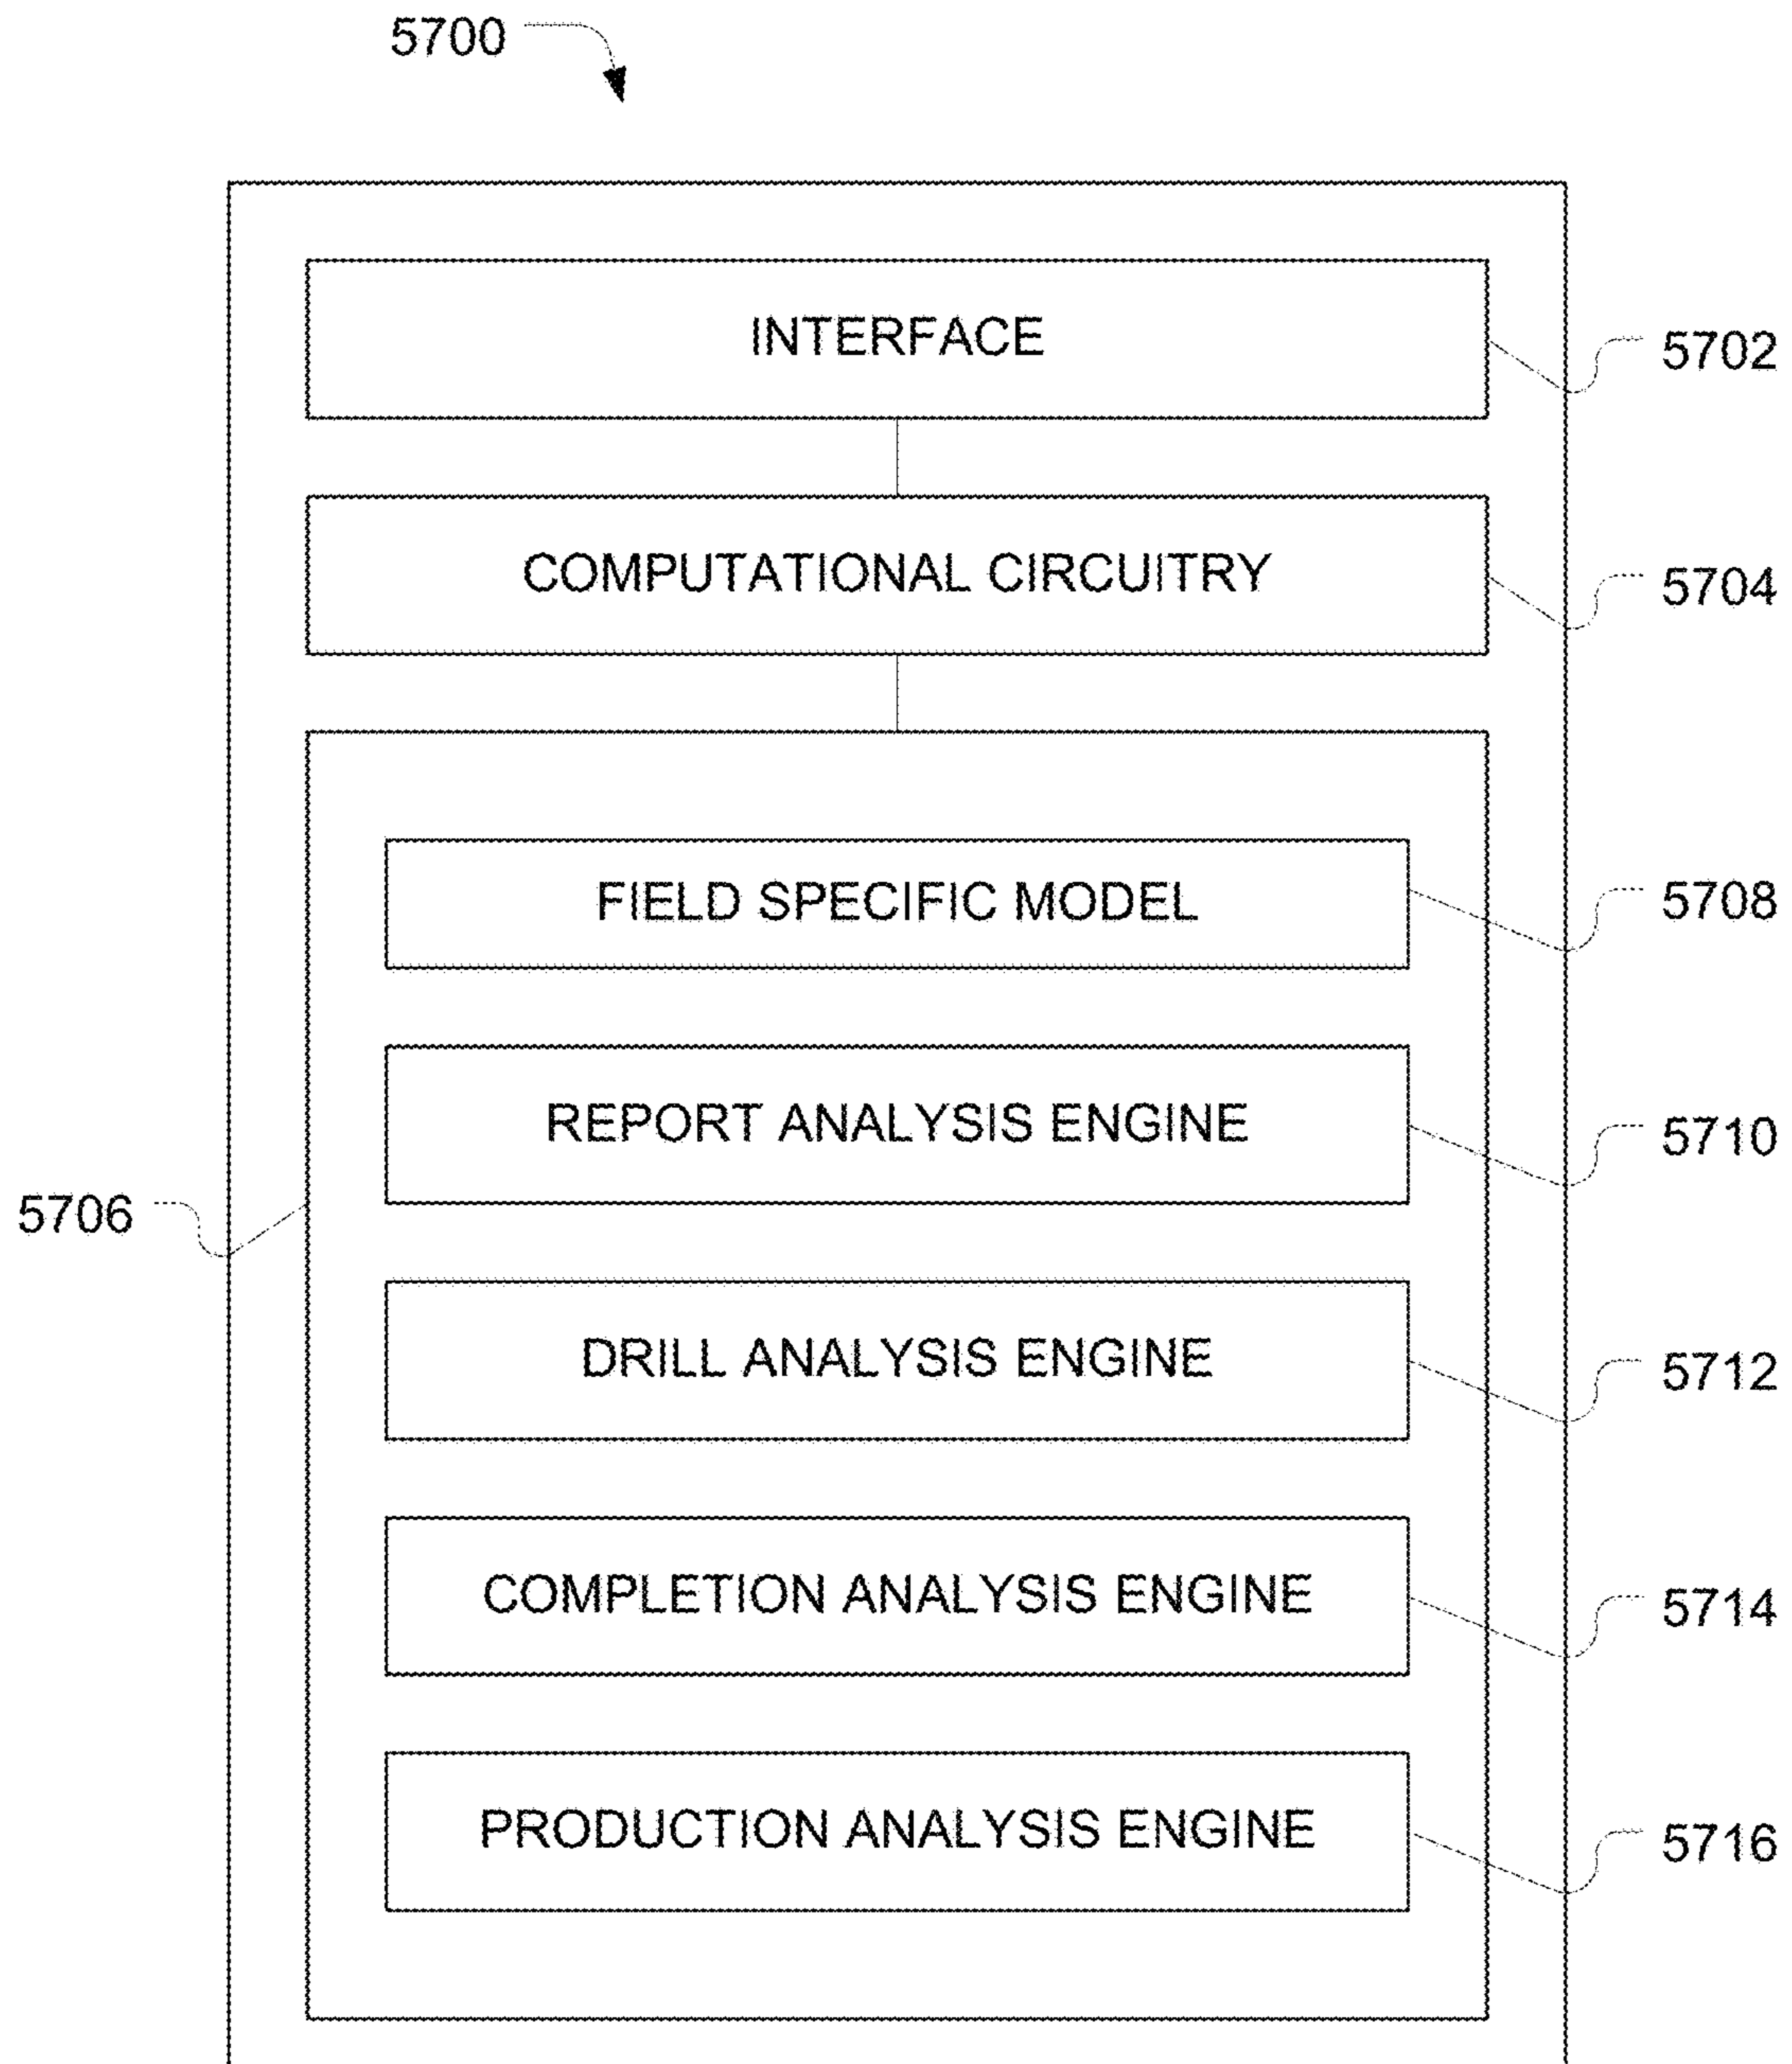 5700
INTERFACE
5702
COMPUTATIONAL CIRCUITRY
5704
FIELD SPECIFIC MODEL
5708
REPORT ANALYSIS ENGINE
5710
5706
DRILL ANALYSIS ENGINE
5712
COMPLETION ANALYSIS ENGINE
5714
PRODUCTION ANALYSIS ENGINE
5716